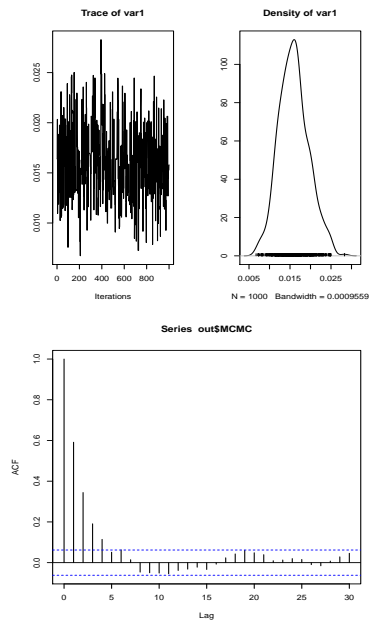 Trace of var1
0.025
0.020
0.015
0.010
0 200 400 600 800
Iterations
Density of var1
100
80
60
40
20
0
0.005 0.015 0.025
N = 1000 Bandwidth = 0.0009559
Series out$MCMC
1.0
0.8
0.6
0.4
0.2
0.0
ACF
0 5 10 15 20 25 30
Lag